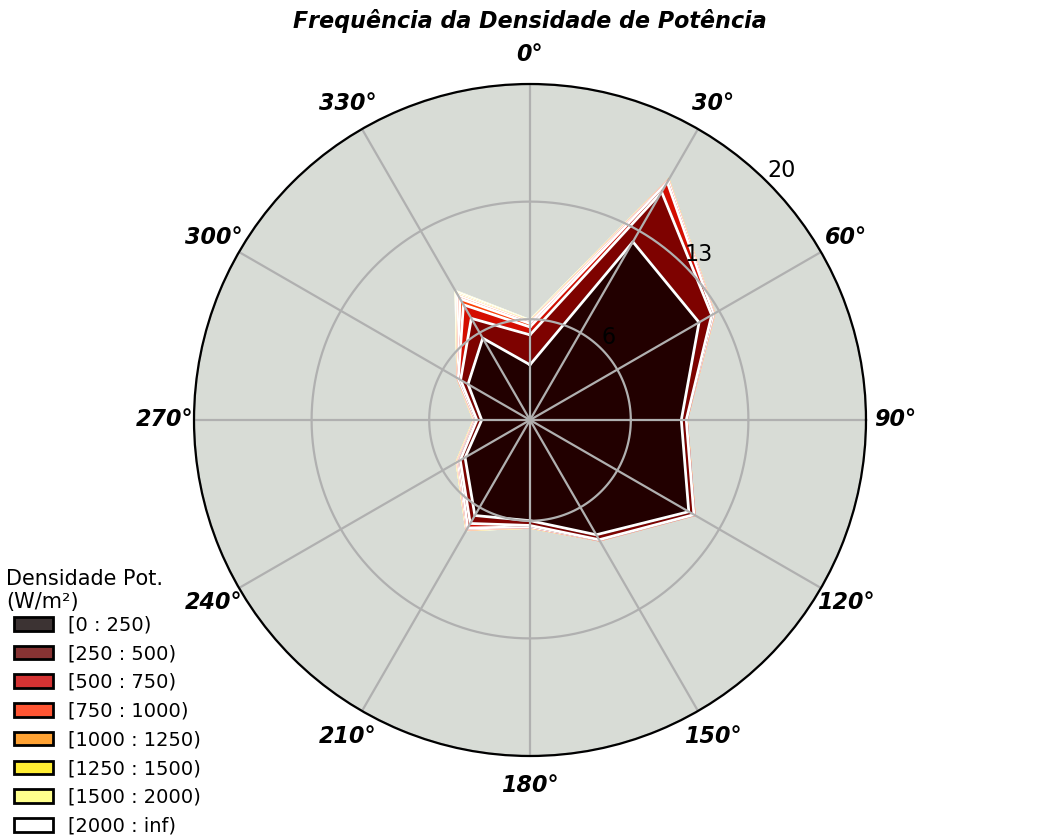 Frequência da Densidade de Potência
0°
330°
30°
20
300°
60°
13
6
270°
90°
Densidade Pot.
(W/m²)
240°
120°
[0 : 250)
[250 : 500)
[500 : 750)
[750 : 1000)
210°
150°
[1000 : 1250)
[1250 : 1500)
180°
[1500 : 2000)
[2000 : inf)